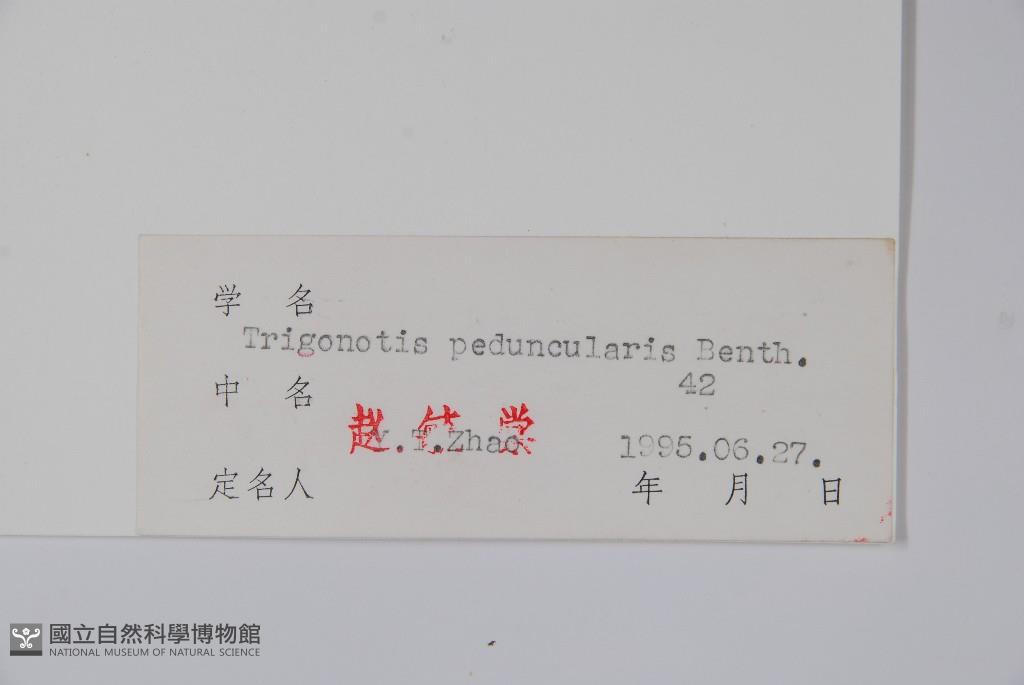 学 名
Trigonotis peduncularis Benth.
42
中 名
赵
Y.T.Zhao 1995.06.27.
定名人 年 月 日
國立自然科學博物館
NATIONAL MUSEUM OF NATURAL SCIENCE